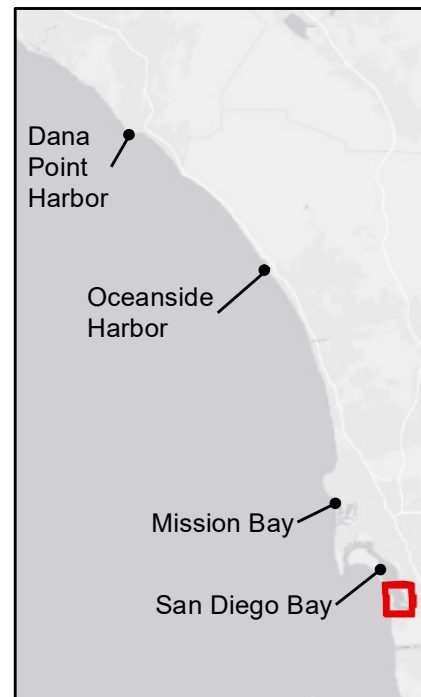 Dana
Point
Harbor
Oceanside
Harbor
Mission Bay
San Diego Bay